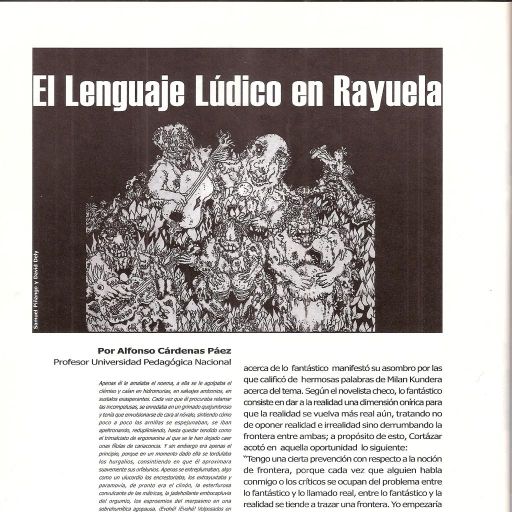 El Lenguaje Lúdico en Rayuela
Samuel Pisango y David Dely
Por Alfonso Cárdenas Páez
Profesor Universidad Pedagógica Nacional
Apenas él le amalaba el noema, a ella se le agolpaba el
clémiso y caían en hidromurias, en salvajes ambonios, en
sustalos exasperantes. Cada vez que él procuraba relamar
las incopelusas, se enredaba en un grimado quejumbroso
y tenía que envulsionarse de cara al nóvalo, sintiendo cómo
poco a poco las arnillas se espejunaban, se iban
apeltronando, reduplimiendo, hasta quedar tendido como
el trimalciato de ergomanina al que se le han dejado caer
unas fílulas de cariaconcia. Y sin embargo era apenas el
principio, porque en un momento dado ella se tordulaba
los hurgalios, consintiendo en que él aproximara
suavemente sus orfelunios. Apenas se entreplumaban, algo
como un ulucordio los encrestoriaba, los extrayuxtaba y
paramovía, de pronto era el clinón, la esterfurosa
convulcante de las mátricas, la jadehollante embocapluvia
del orgumio, los esproemios del merpasmo en una
sobrehumítica agopausa. ¡Evohé! ¡Evohé! Volposados en
acerca de lo fantástico manifestó su asombro por las
que calificó de hermosas palabras de Milan Kundera
acerca del tema. Según el novelista checo, lo fantástico
consiste en dar a la realidad una dimensión onírica para
que la realidad se vuelva más real aún, tratando no
de oponer realidad e irrealidad sino derrumbando la
frontera entre ambas; a propósito de esto, Cortázar
acotó en aquella oportunidad lo siguiente:
"Tengo una cierta prevención con respecto a la noción
de frontera, porque cada vez que alguien habla
conmigo o los críticos se ocupan del problema entre
lo fantástico y lo llamado real, entre lo fantástico y la
realidad se tiende a trazar una frontera. Yo empezaría